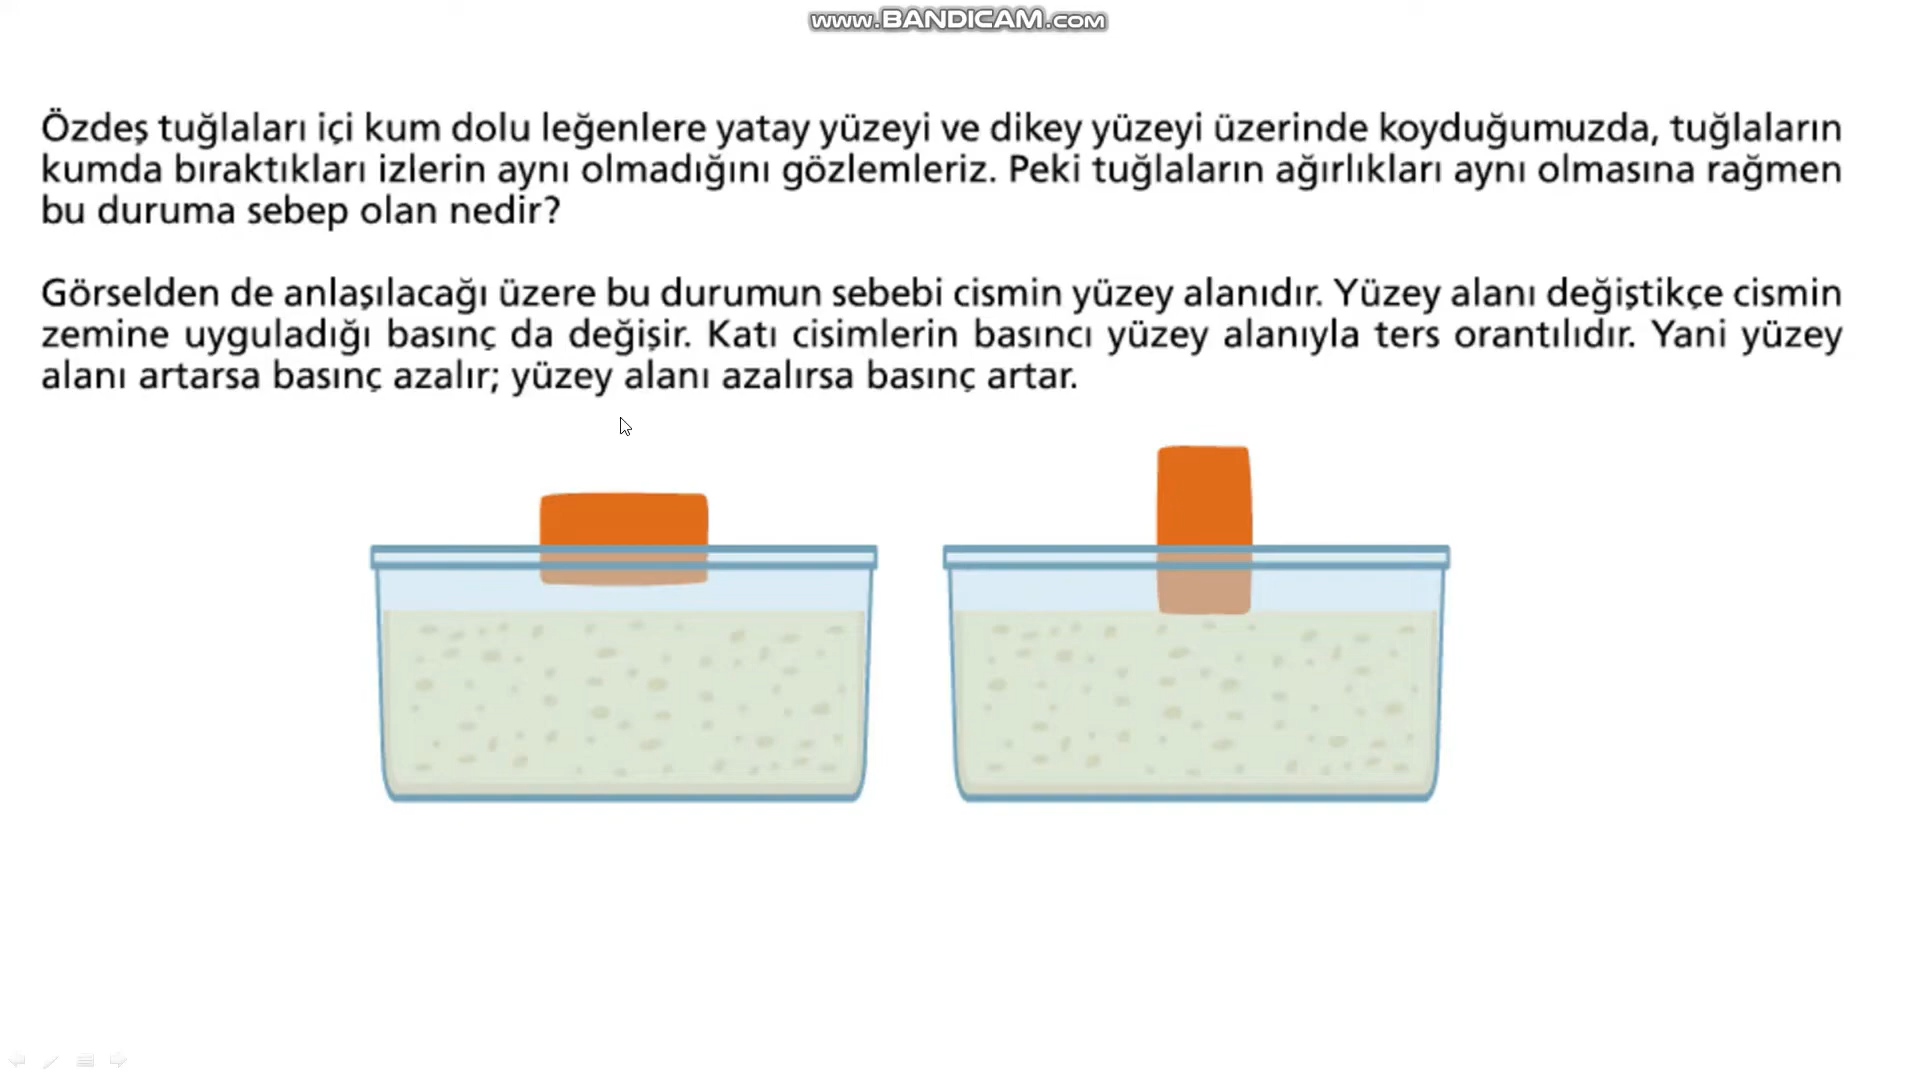 www.BANDICAM.com
Özdeş tuğlaları içi kum dolu leğenlere yatay yüzeyi ve dikey yüzeyi üzerinde koyduğumuzda, tuğlaların
kumda bıraktıkları izlerin aynı olmadığını gözlemleriz. Peki tuğlaların ağırlıkları aynı olmasına rağmen
bu duruma sebep olan nedir?
Görselden de anlaşılacağı üzere bu durumun sebebi cismin yüzey alanıdır. Yüzey alanı değiştikçe cismin
zemine uyguladığı basınç da değişir. Katı cisimlerin basıncı yüzey alanıyla ters orantılıdır. Yani yüzey
alanı artarsa basınç azalır; yüzey alanı azalırsa basınç artar.